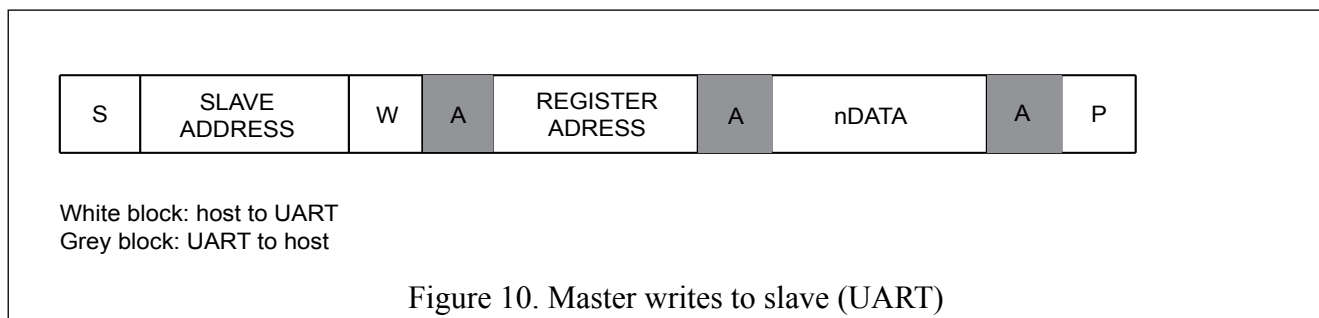 S
SLAVE
ADDRESS
W
A
REGISTER
ADRESS
A
nDATA
A
P
White block: host to UART
Grey block: UART to host
Figure 10. Master writes to slave (UART)